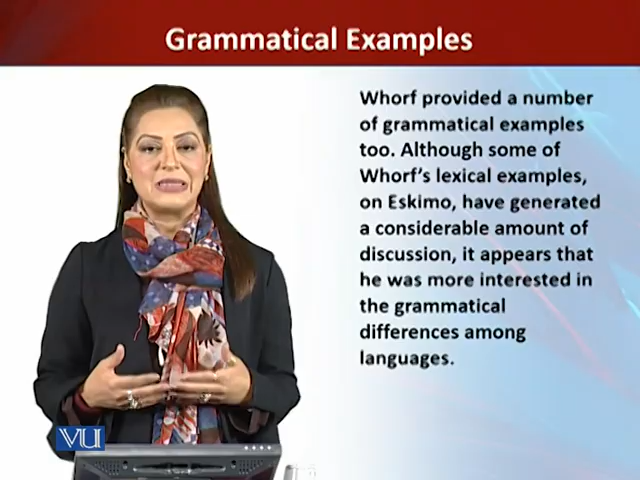 Grammatical Examples
Whorf provided a number
of grammatical examples
too. Although some of
Whorf's lexical examples,
on Eskimo, have generated
a considerable amount of
discussion, it appears that
he was more interested in
the grammatical
differences among
languages.
VU